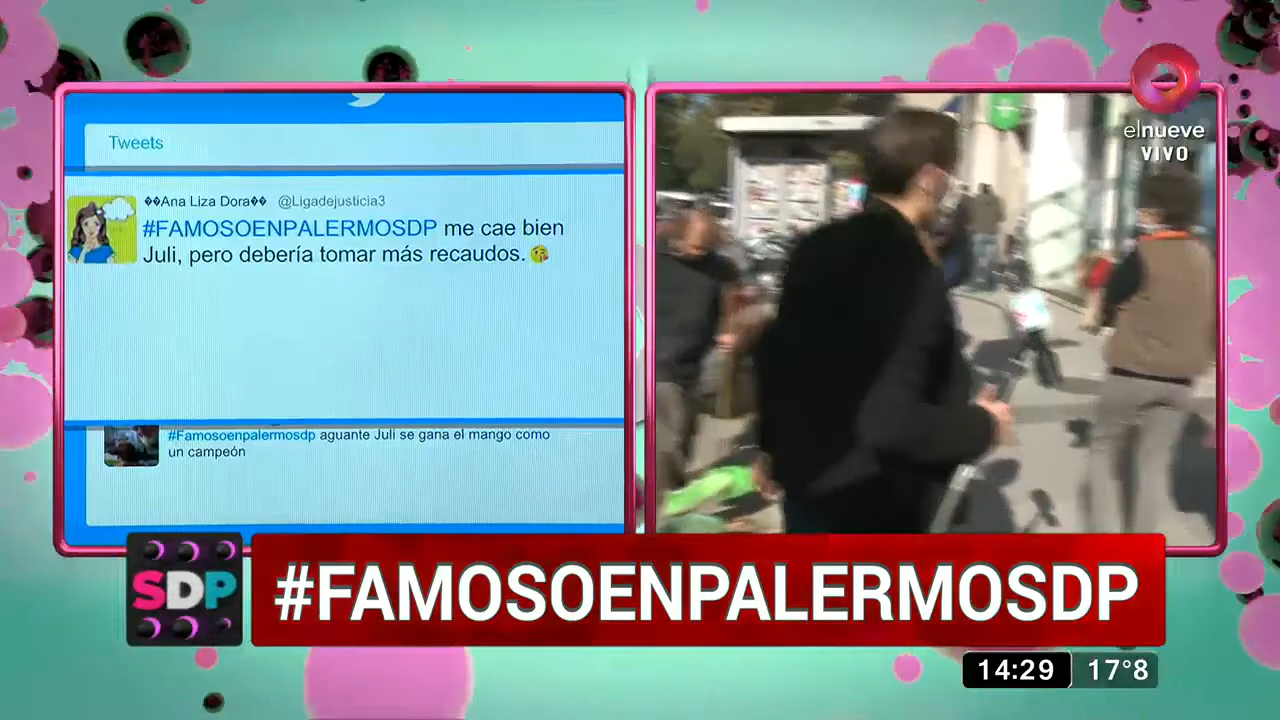 Tweets
��Ana Liza Dora�� @Ligadejusticia3
#FAMOSOENPALERMOSDP me cae bien
Juli, pero debería tomar más recaudos.
#Famosoenpalermosdp aguante Juli se gana el mango como
un campeón
elnueve
VIVO
SDP
#FAMOSOENPALERMOSDP
14:29
17°8